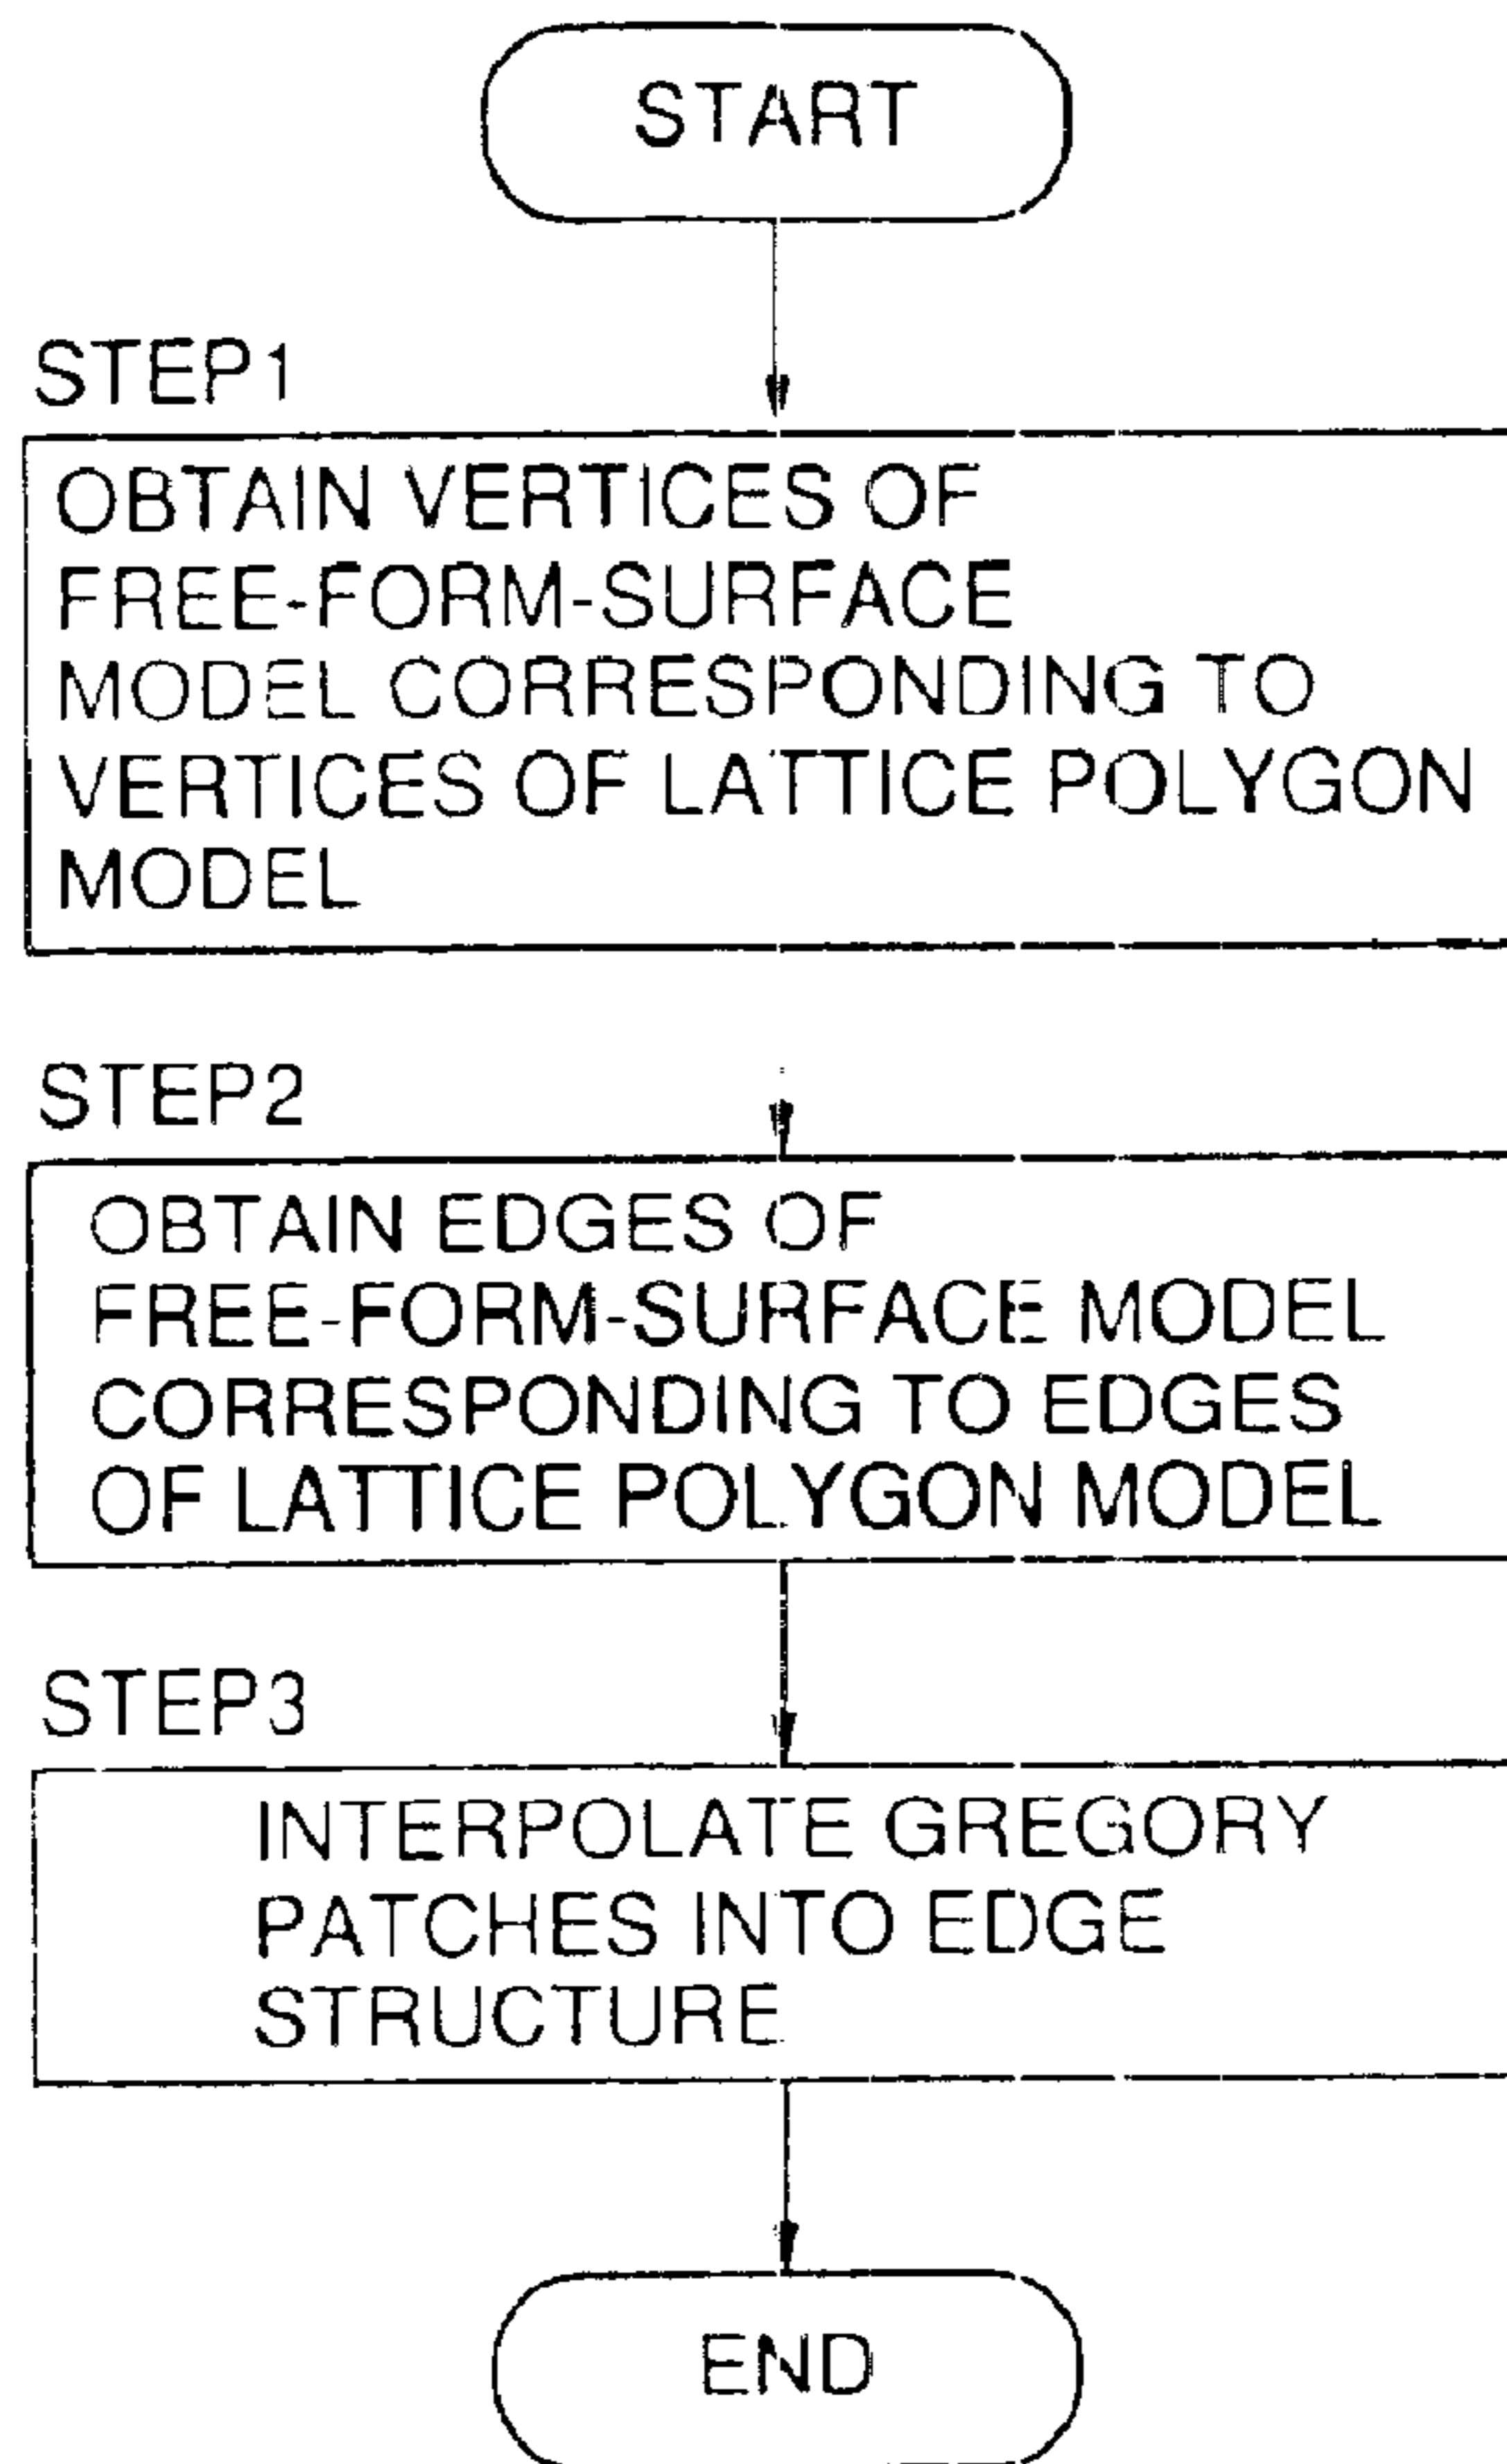 START
STEP1
OBTAIN VERTICES OF
FREE-FORM-SURFACE
MODEL CORRESPONDING TO
VERTICES OF LATTICE POLYGON
MODEL
STEP2
OBTAIN EDGES OF
FREE-FORM-SURFACE MODEL
CORRESPONDING TO EDGES
OF LATTICE POLYGON MODEL
STEP3
INTERPOLATE GREGORY
PATCHES INTO EDGE
STRUCTURE
END